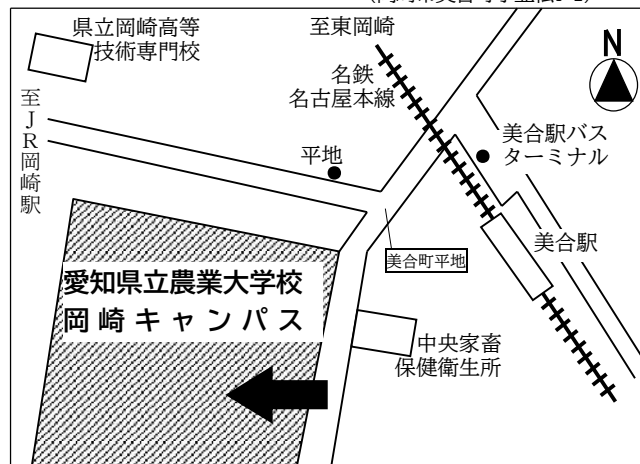 県立岡崎高等
技術専門校
至東岡崎
N
名鉄
名古屋本線
至JR岡崎駅
平地
美合駅バス
ターミナル
美合駅
美合町平地
愛知県立農業大学校
岡崎キャンパス
中央家畜
保健衛生所